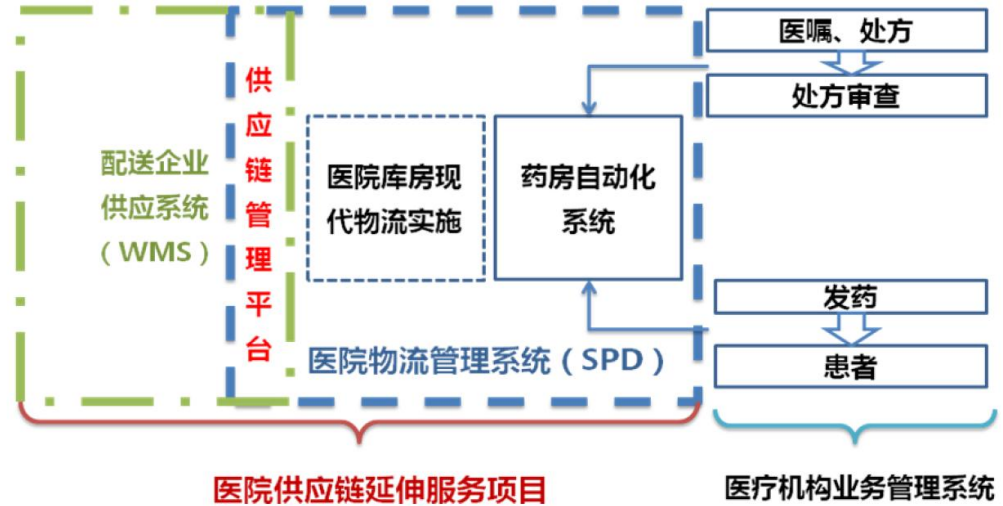 配送企业
供应系统
（WMS）
供应链管理平台
医院库房现
代物流实施
药房自动化
系统
医院物流管理系统（SPD）
医嘱、处方
处方审查
发药
患者
医院供应链延伸服务项目
医疗机构业务管理系统